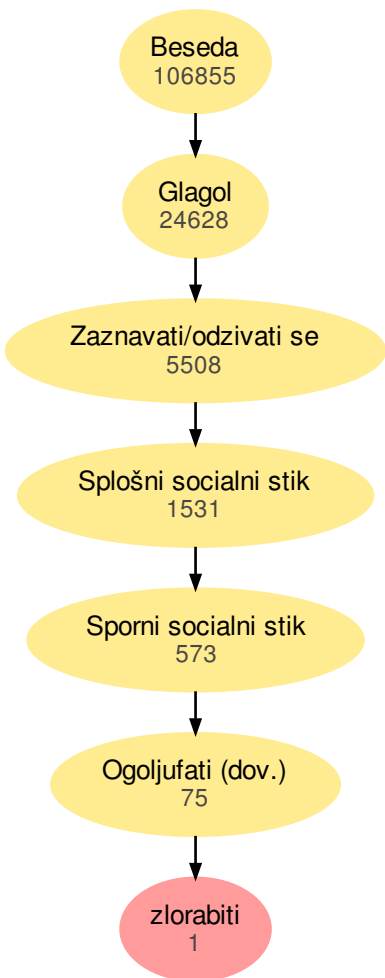 Beseda
106855
Glagol
24628
Zaznavati/odzivati se
5508
Splošni socialni stik
1531
Sporni socialni stik
573
Ogoljufati (dov.)
75
zlorabiti
1